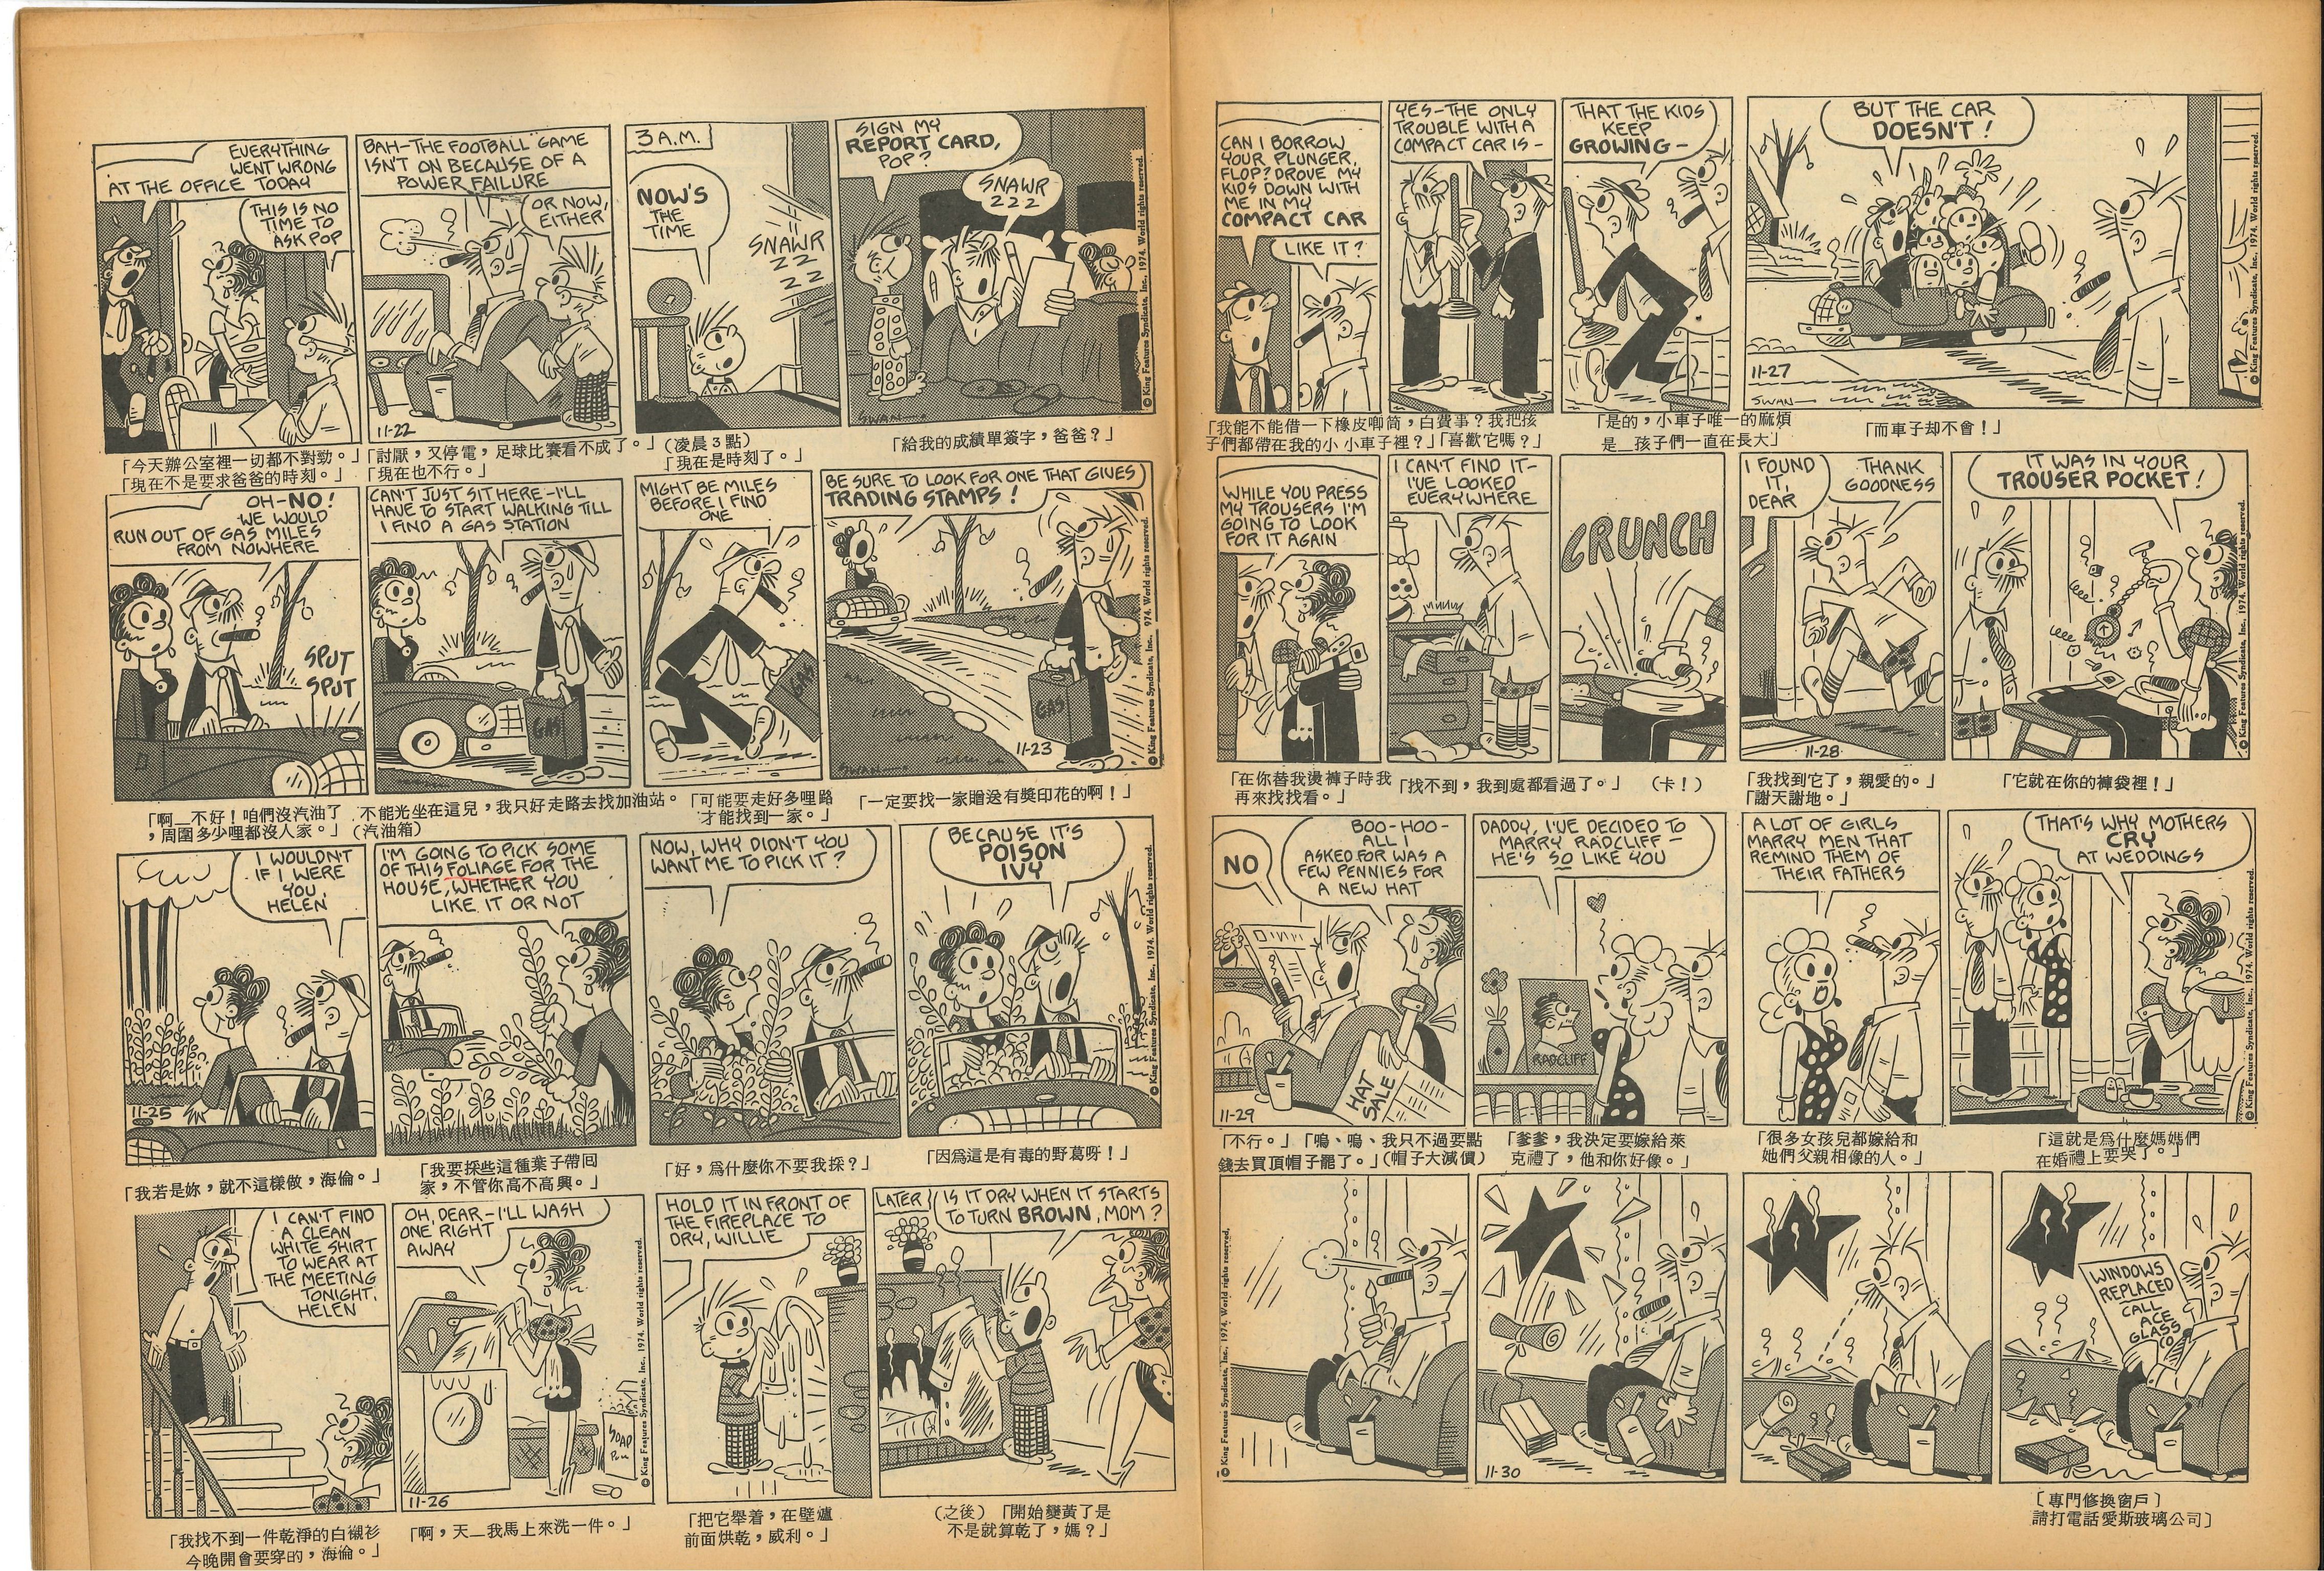 EVERYTHING
WENT WRONG
AT THE OFFICE TODAY
THIS IS NO
TIME TO
ASK POP
BAH-THE FOOTBALL GAME
ISN'T ON BECAUSE OF A
POWER FAILURE
OR NOW,
EITHER
11-22
3 A.M.
NOW'S
THE
TIME
SNAWR
ZZ
ZZ
SIGN MY
REPORT CARD,
POP?
SNAWR
ZZZ
SWAN
© King Features Syndicate, Inc., 1974. World rights reserved.
「今天辦公室裡一切都不對勁。」
「現在不是要求爸爸的時刻。」
「討厭,又停電,足球比賽看不成了。」
「現在也不行。」
(凌晨3點)
「現在是時刻了。」
「給我的成績單簽字,爸爸?」
OH-NO!
WE WOULD
RUN OUT OF GAS MILES
FROM NOWHERE
SPUT
SPUT
CAN'T JUST SIT HERE-I'LL
HAVE TO START WALKING TILL
I FIND A GAS STATION
GAS
MIGHT BE MILES
BEFORE I FIND
ONE
GAS
BE SURE TO LOOK FOR ONE THAT GIVES
TRADING STAMPS!
GAS
11-23
SWAN
© King Features Syndicate, Inc., 974. World rights reserved.
「啊__不好!咱們沒汽油了
,周圍多少哩都沒人家。」
不能光坐在這兒,我只好走路去找加油站。
(汽油箱)
「可能要走好多哩路
才能找到一家。」
「一定要找一家贈送有獎印花的啊!」
I WOULDN'T
IF I WERE
YOU,
HELEN
11-25
I'M GOING TO PICK SOME
OF THIS FOLIAGE FOR THE
HOUSE, WHETHER YOU
LIKE IT OR NOT
NOW, WHY DIDN'T YOU
WANT ME TO PICK IT?
BECAUSE IT'S
POISON
IVY
© King Features Syndicate, Inc., 1974. World rights reserved.
「我若是妳,就不這樣做,海倫。」
「我要採些這種葉子帶囘
家,不管你高不高興。」
「好,爲什麼你不要我採?」
「因爲這是有毒的野葛呀!」
I CAN'T FIND
A CLEAN
WHITE SHIRT
TO WEAR AT
THE MEETING
TONIGHT,
HELEN
OH, DEAR-I'LL WASH
ONE RIGHT
AWAY
SOAP
11-26
© King Features Syndicate, Inc., 1974. World rights reserved.
HOLD IT IN FRONT OF
THE FIREPLACE TO
DRY, WILLIE
LATER
IS IT DRY WHEN IT STARTS
TO TURN BROWN, MOM?
「我找不到一件乾淨的白襯衫
今晚開會要穿的,海倫。」
「啊,天__我馬上來洗一件。」
「把它舉着,在壁爐
前面烘乾,威利。」
(之後)「開始變黃了是
不是就算乾了,媽?」
CAN I BORROW
YOUR PLUNGER,
FLOP? DROVE MY
KIDS DOWN WITH
ME IN MY
COMPACT CAR
LIKE IT?
YES-THE ONLY
TROUBLE WITH A
COMPACT CAR IS-
THAT THE KIDS
KEEP
GROWING-
BUT THE CAR
DOESN'T!
11-27
SWAN
© King Features Syndicate, Inc., 1974. World rights reserved.
「我能不能借一下橡皮唧筒,白費事?我把孩
子們都帶在我的小小車子裡?」「喜歡它嗎?」
「是的,小車子唯一的麻煩
是__孩子們一直在長大」
「而車子却不會!」
WHILE YOU PRESS
MY TROUSERS I'M
GOING TO LOOK
FOR IT AGAIN
I CAN'T FIND IT-
I'VE LOOKED
EVERYWHERE
CRUNCH
I FOUND
IT,
DEAR
THANK
GOODNESS
11-28
IT WAS IN YOUR
TROUSER POCKET!
© King Features Syndicate, Inc., 1974. World rights reserved.
「在你替我燙褲子時我
再來找找看。」
「找不到,我到處都看過了。」
(卡!)
「我找到它了,親愛的。」
「謝天謝地。」
「它就在你的褲袋裡!」
NO
BOO-HOO-
ALL I
ASKED FOR WAS A
FEW PENNIES FOR
A NEW HAT
HAT
SALE
11-29
DADDY, I'VE DECIDED TO
MARRY RADCLIFF-
HE'S SO LIKE YOU
RADCLIFF
A LOT OF GIRLS
MARRY MEN THAT
REMIND THEM OF
THEIR FATHERS
THAT'S WHY MOTHERS
CRY
AT WEDDINGS
© King Features Syndicate, Inc., 1974. World rights reserved.
「不行。」「嗚、嗚、我只不過要點
錢去買頂帽子罷了。」(帽子大減價)
「爹爹,我決定要嫁給萊
克禮了,他和你好像。」
「很多女孩兒都嫁給和
她們父親相像的人。」
「這就是爲什麼媽媽們
在婚禮上要哭了。」
© King Features Syndicate, Inc., 1974. World rights reserved.
11-30
WINDOWS
REPLACED
CALL
ACE
GLASS
CO.
〔專門修換窗戶〕
請打電話愛斯玻璃公司〕